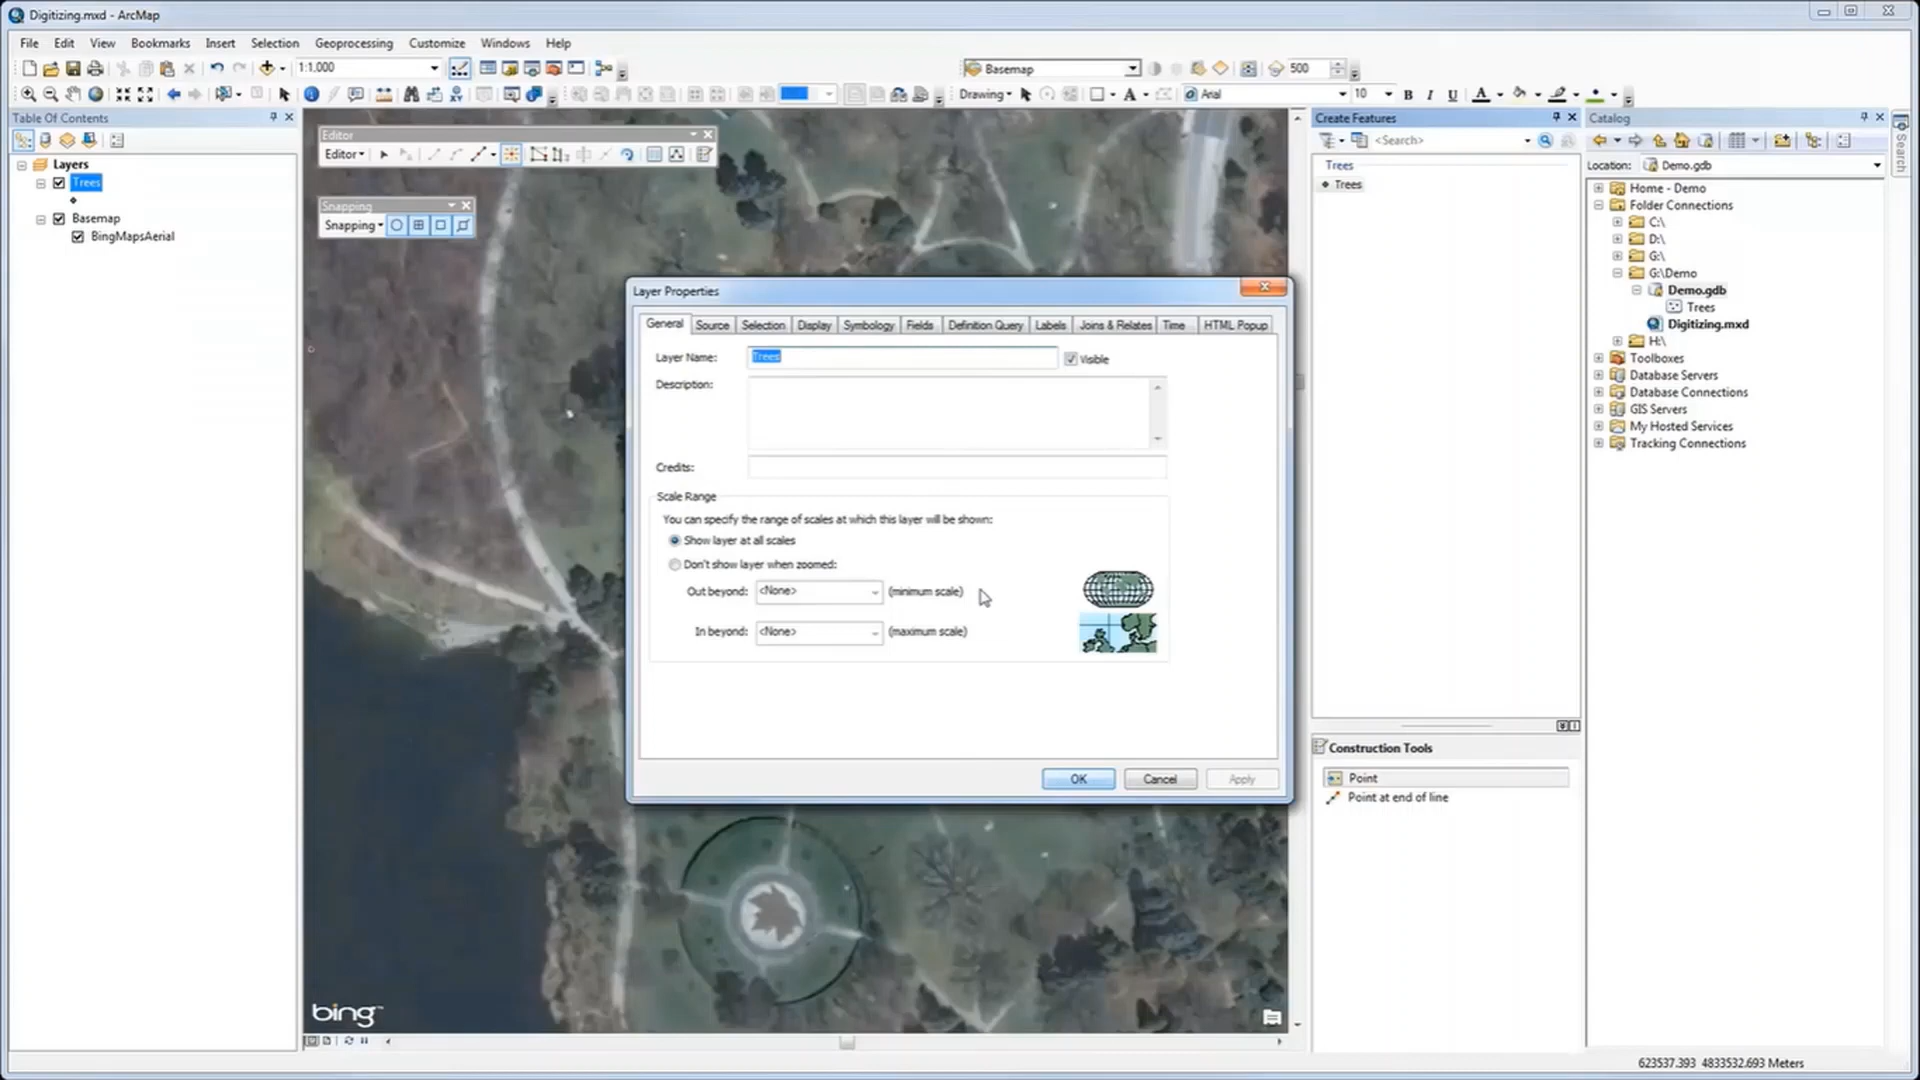 Digitizing.mxd - ArcMap
File Edit View Bookmarks Insert Selection Geoprocessing Customize Windows Help
1:1,000
Basemap
500
Drawing
Arial
10
B I U A
Table Of Contents
Layers
Trees
Basemap
BingMapsAerial
Editor
Editor
Snapping
Snapping
Layer Properties
General Source Selection Display Symbology Fields Definition Query Labels Joins & Relates Time HTML Popup
Layer Name: Trees Visible
Description:
Credits:
Scale Range
You can specify the range of scales at which this layer will be shown:
Show layer at all scales
Don't show layer when zoomed:
Out beyond: <None> (minimum scale)
In beyond: <None> (maximum scale)
OK Cancel Apply
bing™
Create Features
<Search>
Trees
Trees
Construction Tools
Point
Point at end of line
Catalog
Location: Demo.gdb
Home - Demo
Folder Connections
C:\
D:\
G:\
G:\Demo
Demo.gdb
Trees
Digitizing.mxd
H:\
Toolboxes
Database Servers
Database Connections
GIS Servers
My Hosted Services
Tracking Connections
Search
623537.393 4833532.693 Meters